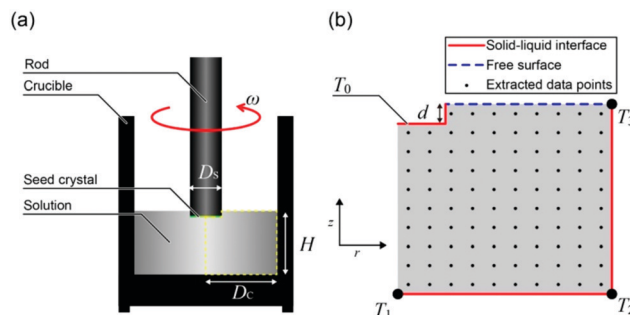 (a)
Rod
Crucible
ω
Seed crystal
Solution
Ds
H
Dc
(b)
Solid-liquid interface
Free surface
Extracted data points
T0
d
z
r
T1